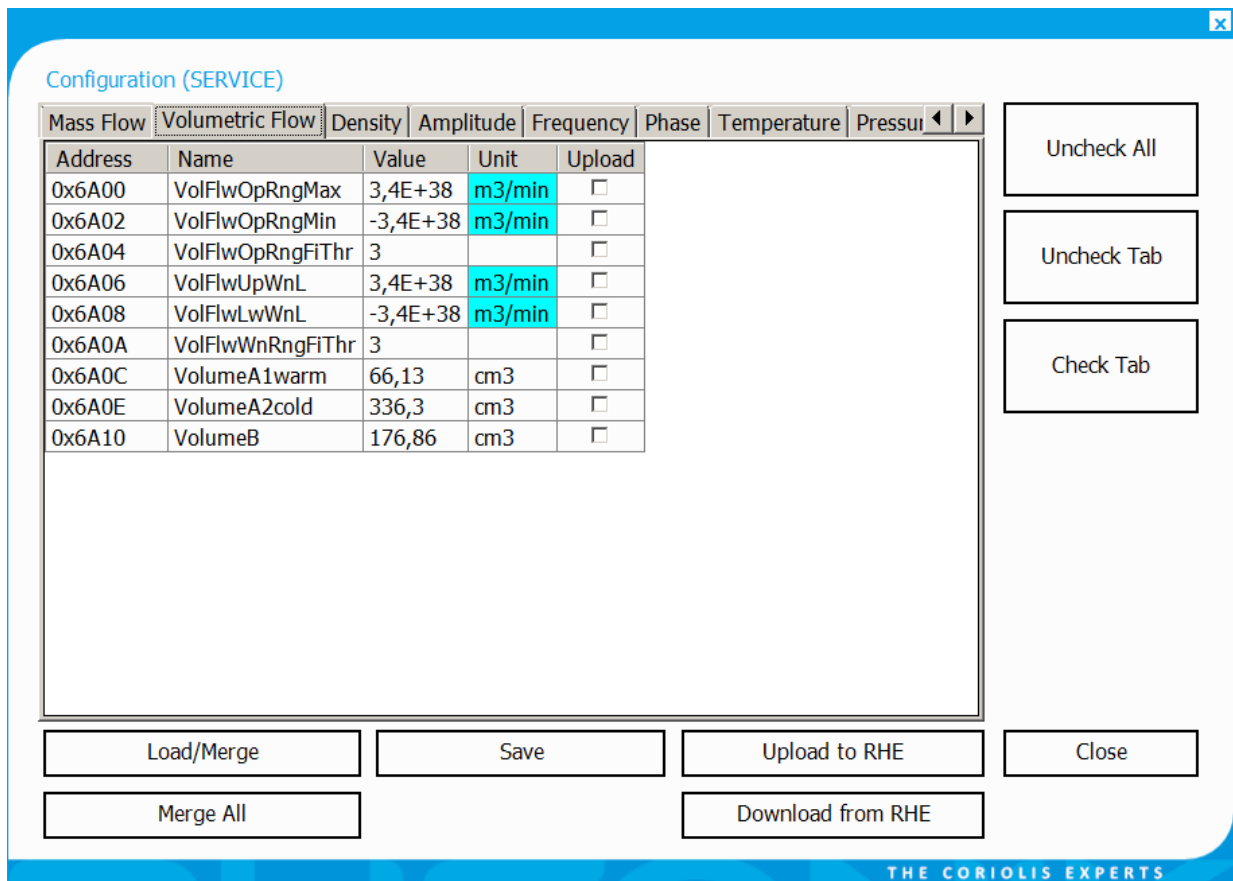 x
Configuration (SERVICE)
Mass Flow Volumetric Flow Density Amplitude Frequency Phase Temperature Pressur
Address Name Value Unit Upload
0x6A00 VolFlwOpRngMax 3,4E+38 m3/min
0x6A02 VolFlwOpRngMin -3,4E+38 m3/min
0x6A04 VolFlwOpRngFiThr 3
0x6A06 VolFlwUpWnL 3,4E+38 m3/min
0x6A08 VolFlwLwWnL -3,4E+38 m3/min
0x6A0A VolFlwWnRngFiThr 3
0x6A0C VolumeA1warm 66,13 cm3
0x6A0E VolumeA2cold 336,3 cm3
0x6A10 VolumeB 176,86 cm3
Uncheck All
Uncheck Tab
Check Tab
Load/Merge Save Upload to RHE Close
Merge All Download from RHE
THE CORIOLIS EXPERTS